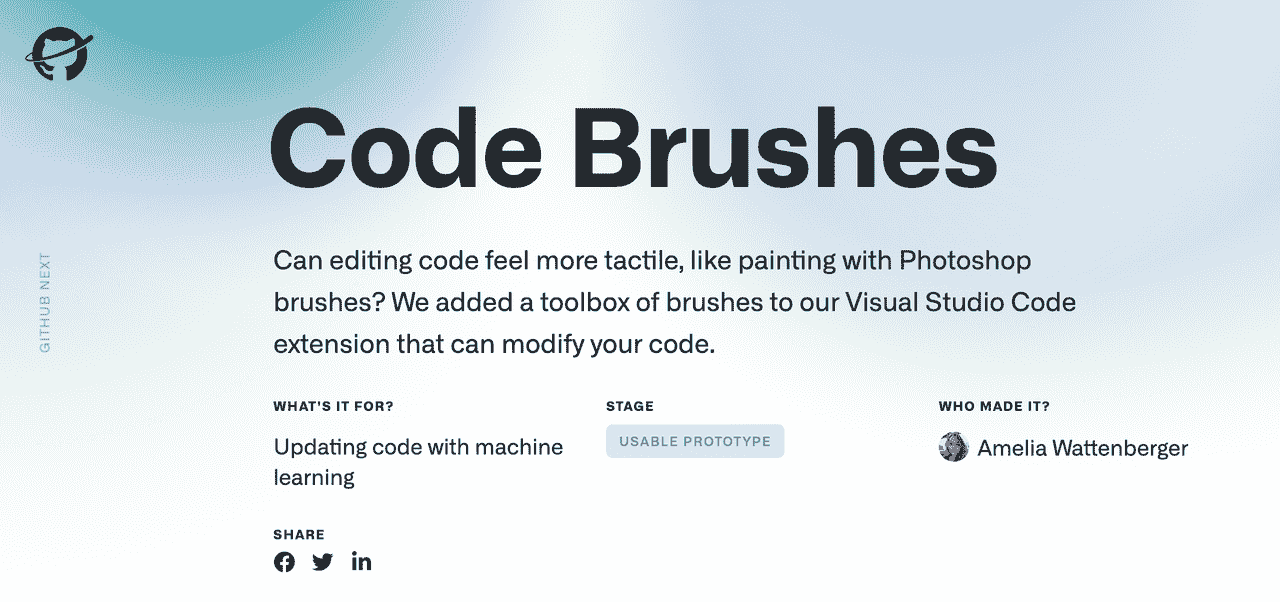 Code Brushes
Can editing code feel more tactile, like painting with Photoshop
brushes? We added a toolbox of brushes to our Visual Studio Code
extension that can modify your code.
GITHUB NEXT
WHAT'S IT FOR?
Updating code with machine
learning
STAGE
USABLE PROTOTYPE
WHO MADE IT?
Amelia Wattenberger
SHARE